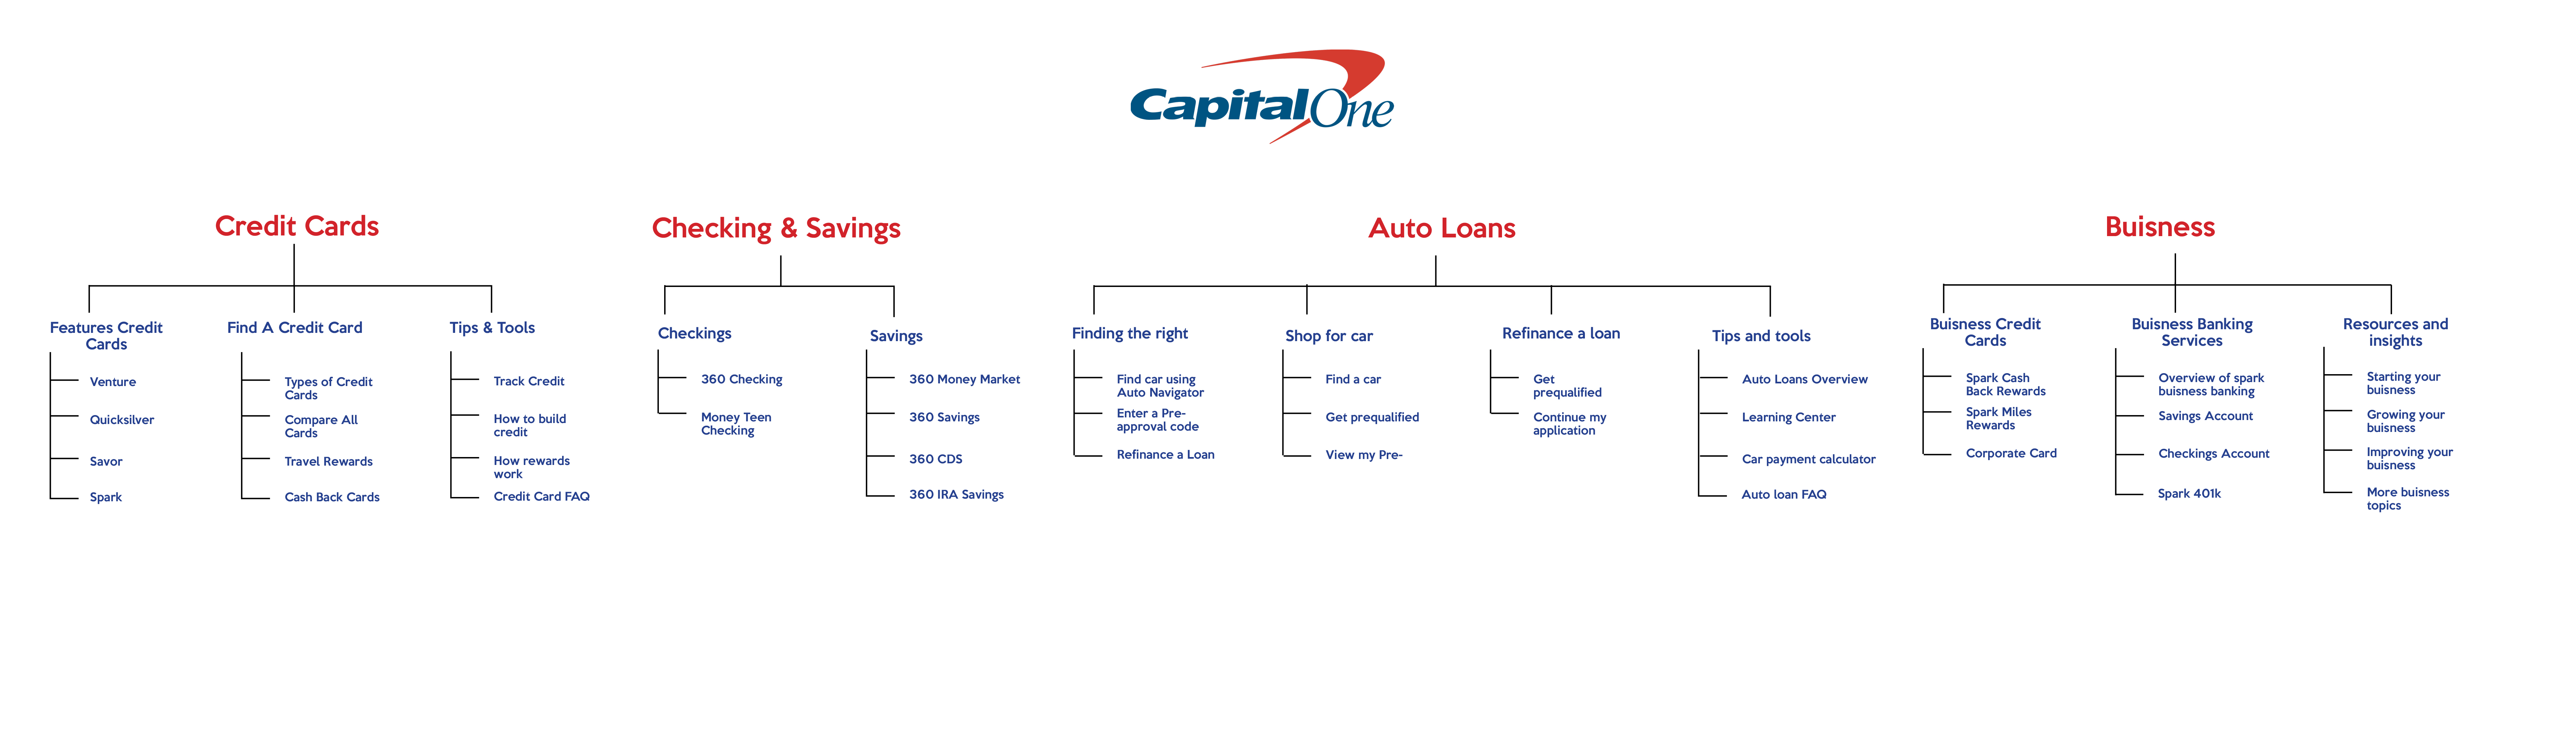 CapitalOne
Credit Cards
Features Credit
Cards
Venture
Quicksilver
Savor
Spark
Find A Credit Card
Types of Credit
Cards
Compare All
Cards
Travel Rewards
Cash Back Cards
Tips & Tools
Track Credit
How to build
credit
How rewards
work
Credit Card FAQ
Checking & Savings
Checkings
360 Checking
Money Teen
Checking
Savings
360 Money Market
360 Savings
360 CDS
360 IRA Savings
Auto Loans
Finding the right
Find car using
Auto Navigator
Enter a Pre-
approval code
Refinance a Loan
Shop for car
Find a car
Get prequalified
View my Pre-
Refinance a loan
Get
prequalified
Continue my
application
Tips and tools
Auto Loans Overview
Learning Center
Car payment calculator
Auto loan FAQ
Buisness
Buisness Credit
Cards
Spark Cash
Back Rewards
Spark Miles
Rewards
Corporate Card
Buisness Banking
Services
Overview of spark
buisness banking
Savings Account
Checkings Account
Spark 401k
Resources and
insights
Starting your
buisness
Growing your
buisness
Improving your
buisness
More buisness
topics